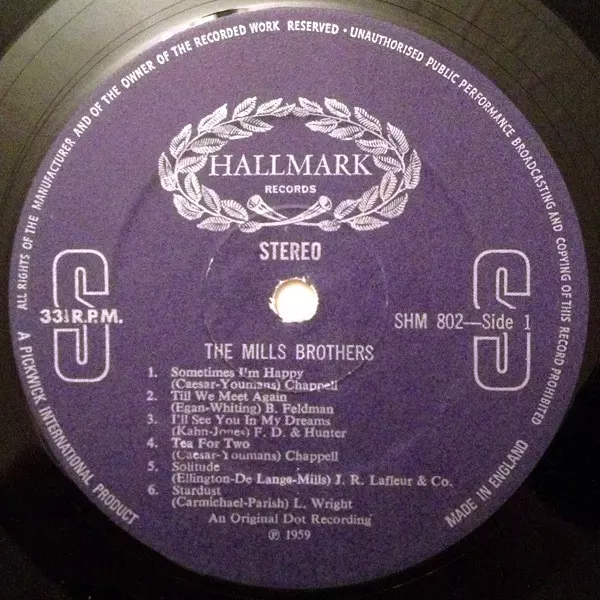 ALL RIGHTS OF THE MANUFACTURER AND OF THE OWNER OF THE RECORDED WORK RESERVED · UNAUTHORISED PUBLIC PERFORMANCE BROADCASTING AND COPYING OF THIS RECORD PROHIBITED
HALLMARK
RECORDS
STEREO
S
S
33⅓ R.P.M.
SHM 802—Side 1
THE MILLS BROTHERS
1. Sometimes I'm Happy
(Caesar-Youmans) Chappell
2. Till We Meet Again
(Egan-Whiting) B. Feldman
3. I'll See You In My Dreams
(Kahn-Jones) F. D. & Hunter
4. Tea For Two
(Caesar-Youmans) Chappell
5. Solitude
(Ellington-De Lange-Mills) J. R. Lafleur & Co.
6. Stardust
(Carmichael-Parish) L. Wright
An Original Dot Recording
℗ 1959
A PICKWICK INTERNATIONAL PRODUCT
MADE IN ENGLAND